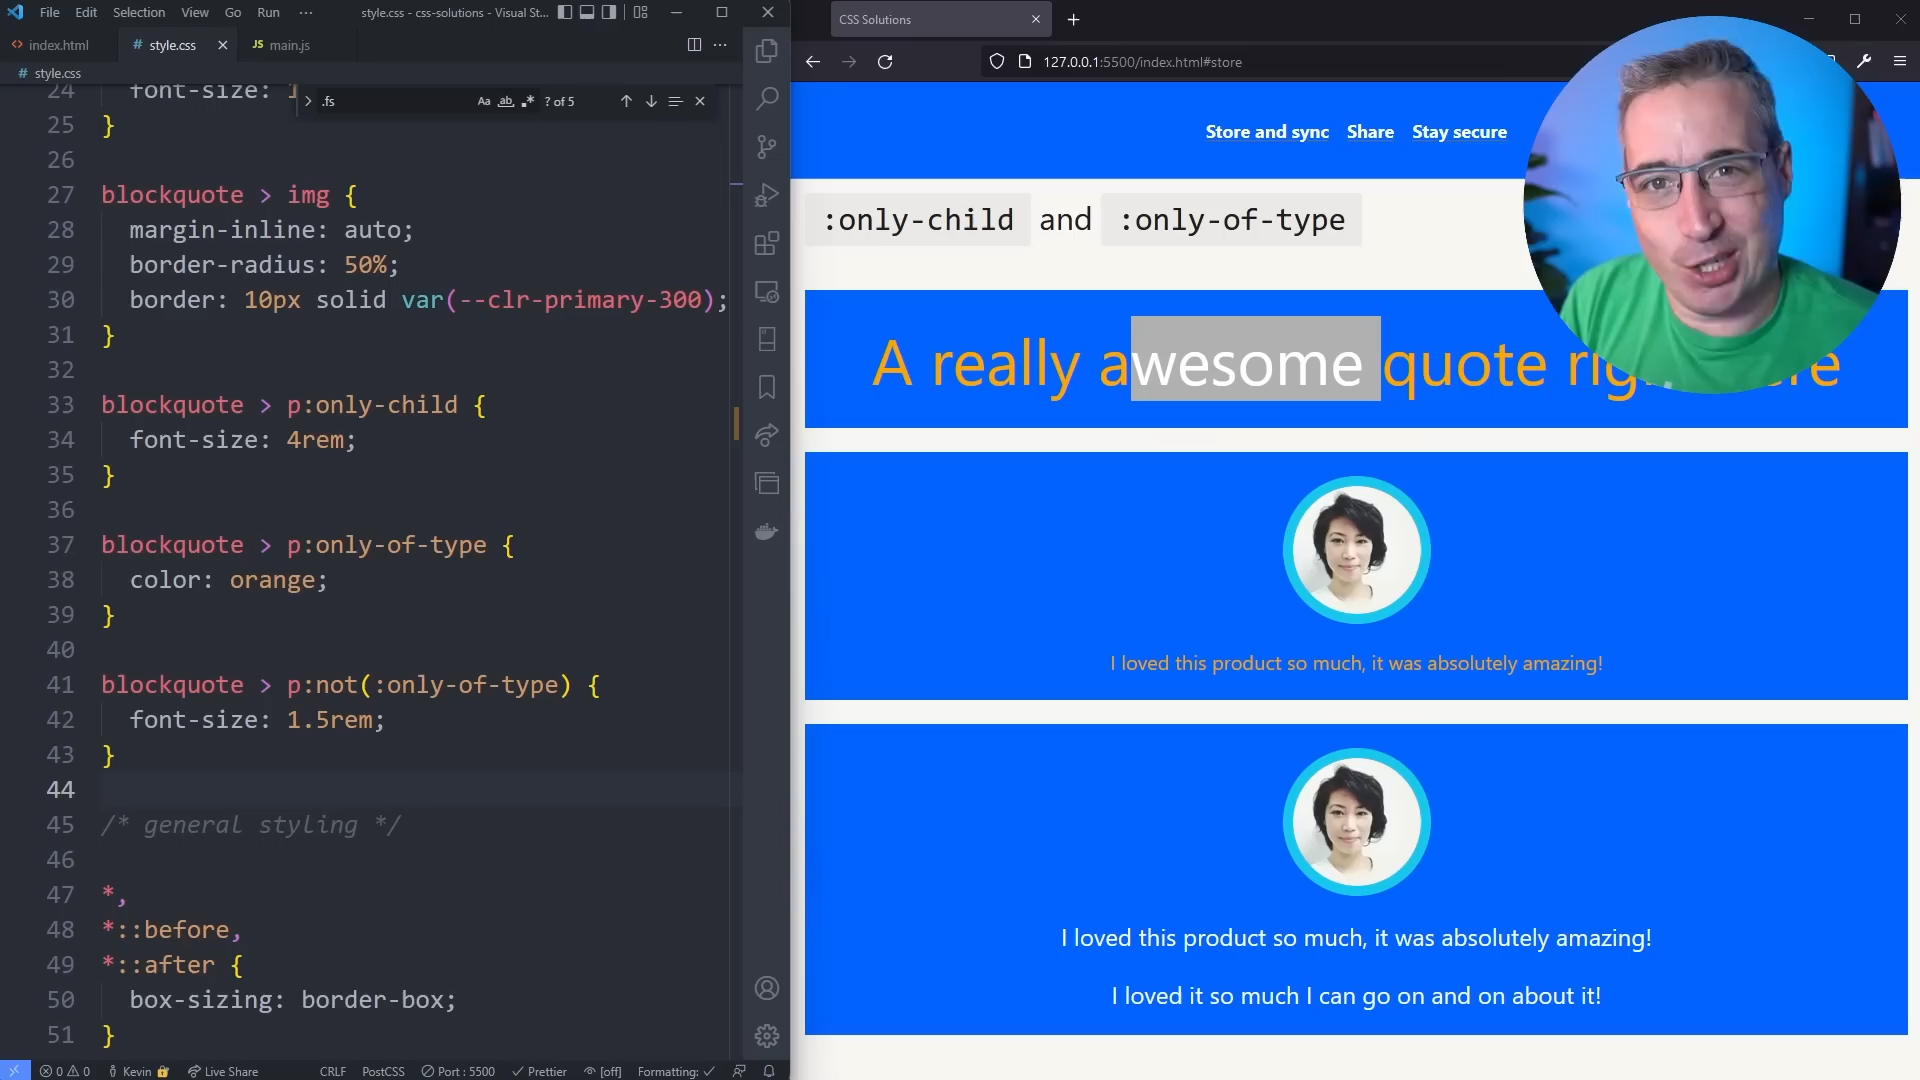 File Edit Selection View Go Run ··· style.css - css-solutions - Visual St...
index.html # style.css JS main.js
# style.css
.fs Aa ab ? of 5
24 font-size:
25 }
26
27 blockquote > img {
28 margin-inline: auto;
29 border-radius: 50%;
30 border: 10px solid var(--clr-primary-300);
31 }
32
33 blockquote > p:only-child {
34 font-size: 4rem;
35 }
36
37 blockquote > p:only-of-type {
38 color: orange;
39 }
40
41 blockquote > p:not(:only-of-type) {
42 font-size: 1.5rem;
43 }
44
45 /* general styling */
46
47 *,
48 *::before,
49 *::after {
50 box-sizing: border-box;
51 }
0 0 Kevin Live Share CRLF PostCSS Port : 5500 Prettier [off] Formatting:
CSS Solutions
127.0.0.1:5500/index.html#store
Store and sync Share Stay secure
:only-child and :only-of-type
A really awesome quote
I loved this product so much, it was absolutely amazing!
I loved this product so much, it was absolutely amazing!
I loved it so much I can go on and on about it!